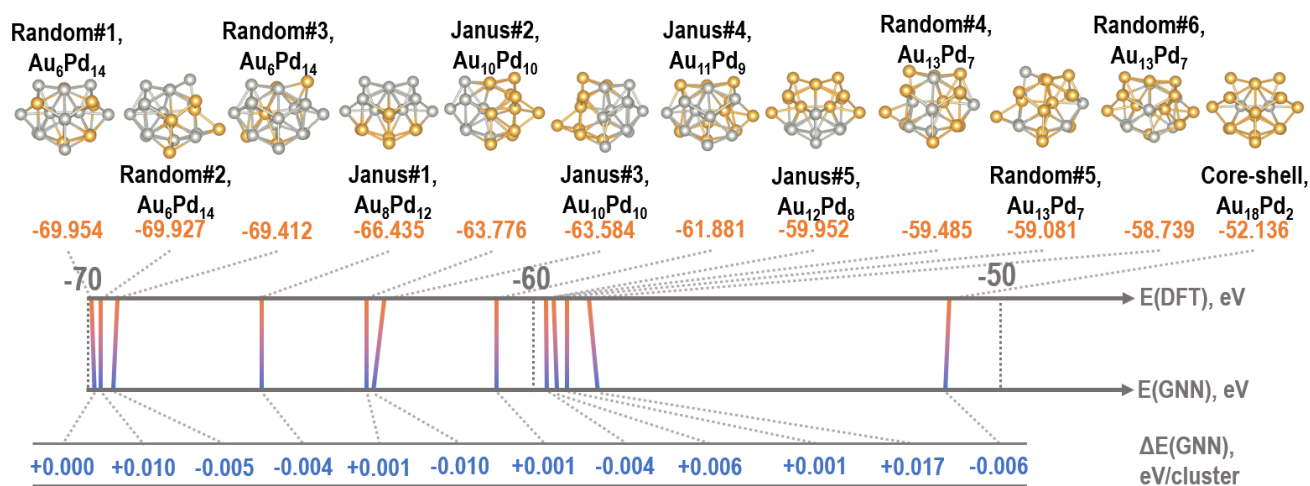 Random#1,
Au₆Pd₁₄
Random#3,
Au₆Pd₁₄
Janus#2,
Au₁₀Pd₁₀
Janus#4,
Au₁₁Pd₉
Random#4,
Au₁₃Pd₇
Random#6,
Au₁₃Pd₇
Random#2,
Au₆Pd₁₄
Janus#1,
Au₈Pd₁₂
Janus#3,
Au₁₀Pd₁₀
Janus#5,
Au₁₂Pd₈
Random#5,
Au₁₃Pd₇
Core-shell,
Au₁₈Pd₂
-69.954 -69.927 -69.412 -66.435 -63.776 -63.584 -61.881 -59.952 -59.485 -59.081 -58.739 -52.136
-70 -60 -50
E(DFT), eV
E(GNN), eV
+0.000 +0.010 -0.005 -0.004 +0.001 -0.010 +0.001 -0.004 +0.006 +0.001 +0.017 -0.006
ΔE(GNN),
eV/cluster